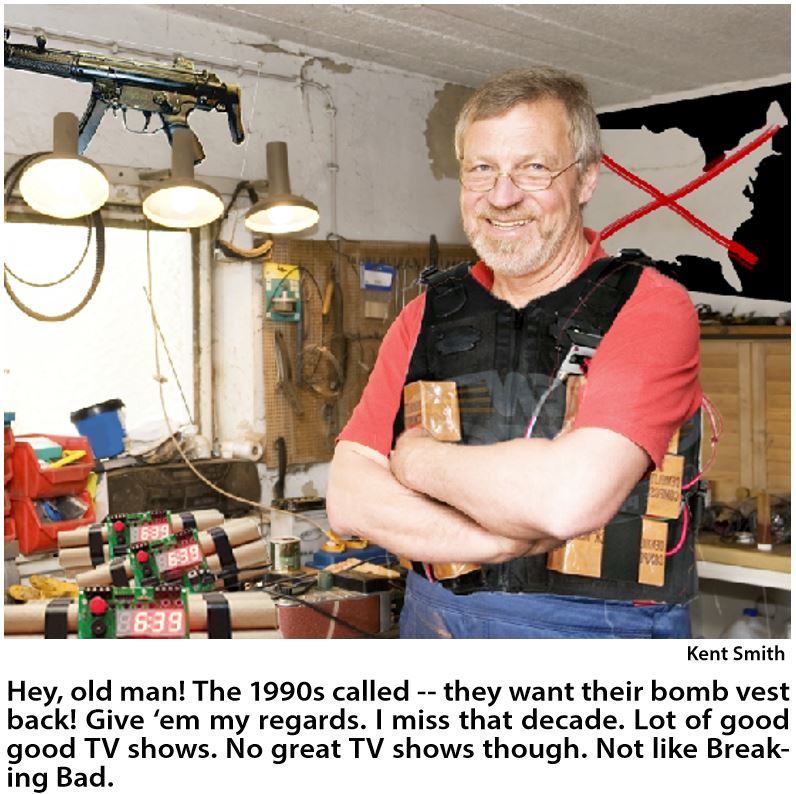 6:39
6:39
6:39
Kent Smith
Hey, old man! The 1990s called -- they want their bomb vest
back! Give ‘em my regards. I miss that decade. Lot of good
good TV shows. No great TV shows though. Not like Break-
ing Bad.